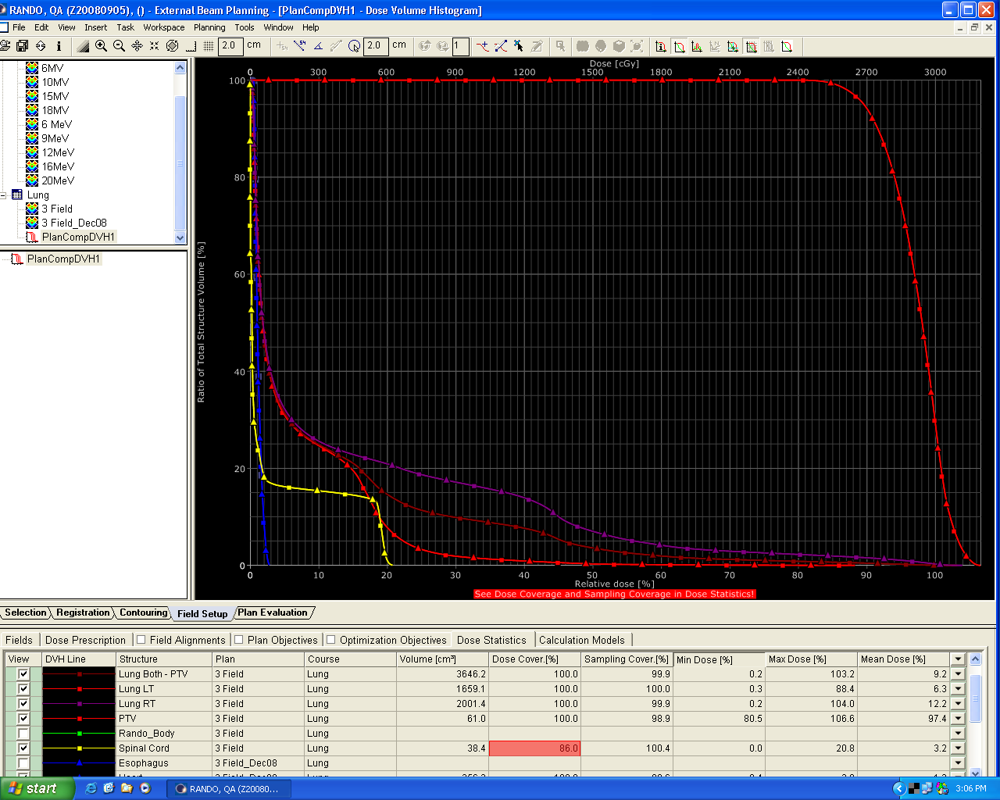 RANDO, QA (Z20080905), () - External Beam Planning - [PlanCompDVH1 - Dose Volume Histogram]
File Edit View Insert Task Workspace Planning Tools Window Help
2.0 cm 2.0 cm 1
6MV
10MV
15MV
18MV
6 MeV
9MeV
12MeV
16MeV
20MeV
Lung
3 Field
3 Field_Dec08
PlanCompDVH1
PlanCompDVH1
Dose [cGy]
0 300 600 900 1200 1500 1800 2100 2400 2700 3000
100
80
60
40
20
0
Ratio of Total Structure Volume [%]
0 10 20 30 40 50 60 70 80 90 100
Relative dose [%]
See Dose Coverage and Sampling Coverage in Dose Statistics!
Selection Registration Contouring Field Setup Plan Evaluation
Fields Dose Prescription Field Alignments Plan Objectives Optimization Objectives Dose Statistics Calculation Models
View DVH Line Structure Plan Course Volume [cm³] Dose Cover.[%] Sampling Cover.[%] Min Dose [%] Max Dose [%] Mean Dose [%]
Lung Both - PTV 3 Field Lung 3646.2 100.0 99.9 0.2 103.2 9.2
Lung LT 3 Field Lung 1659.1 100.0 100.0 0.3 88.4 6.3
Lung RT 3 Field Lung 2001.4 100.0 99.9 0.2 104.0 12.2
PTV 3 Field Lung 61.0 100.0 98.9 80.5 106.6 97.4
Rando_Body 3 Field Lung
Spinal Cord 3 Field Lung 38.4 86.0 100.4 0.0 20.8 3.2
Esophagus 3 Field_Dec08 Lung
start RANDO, QA (Z20080... 3:06 PM